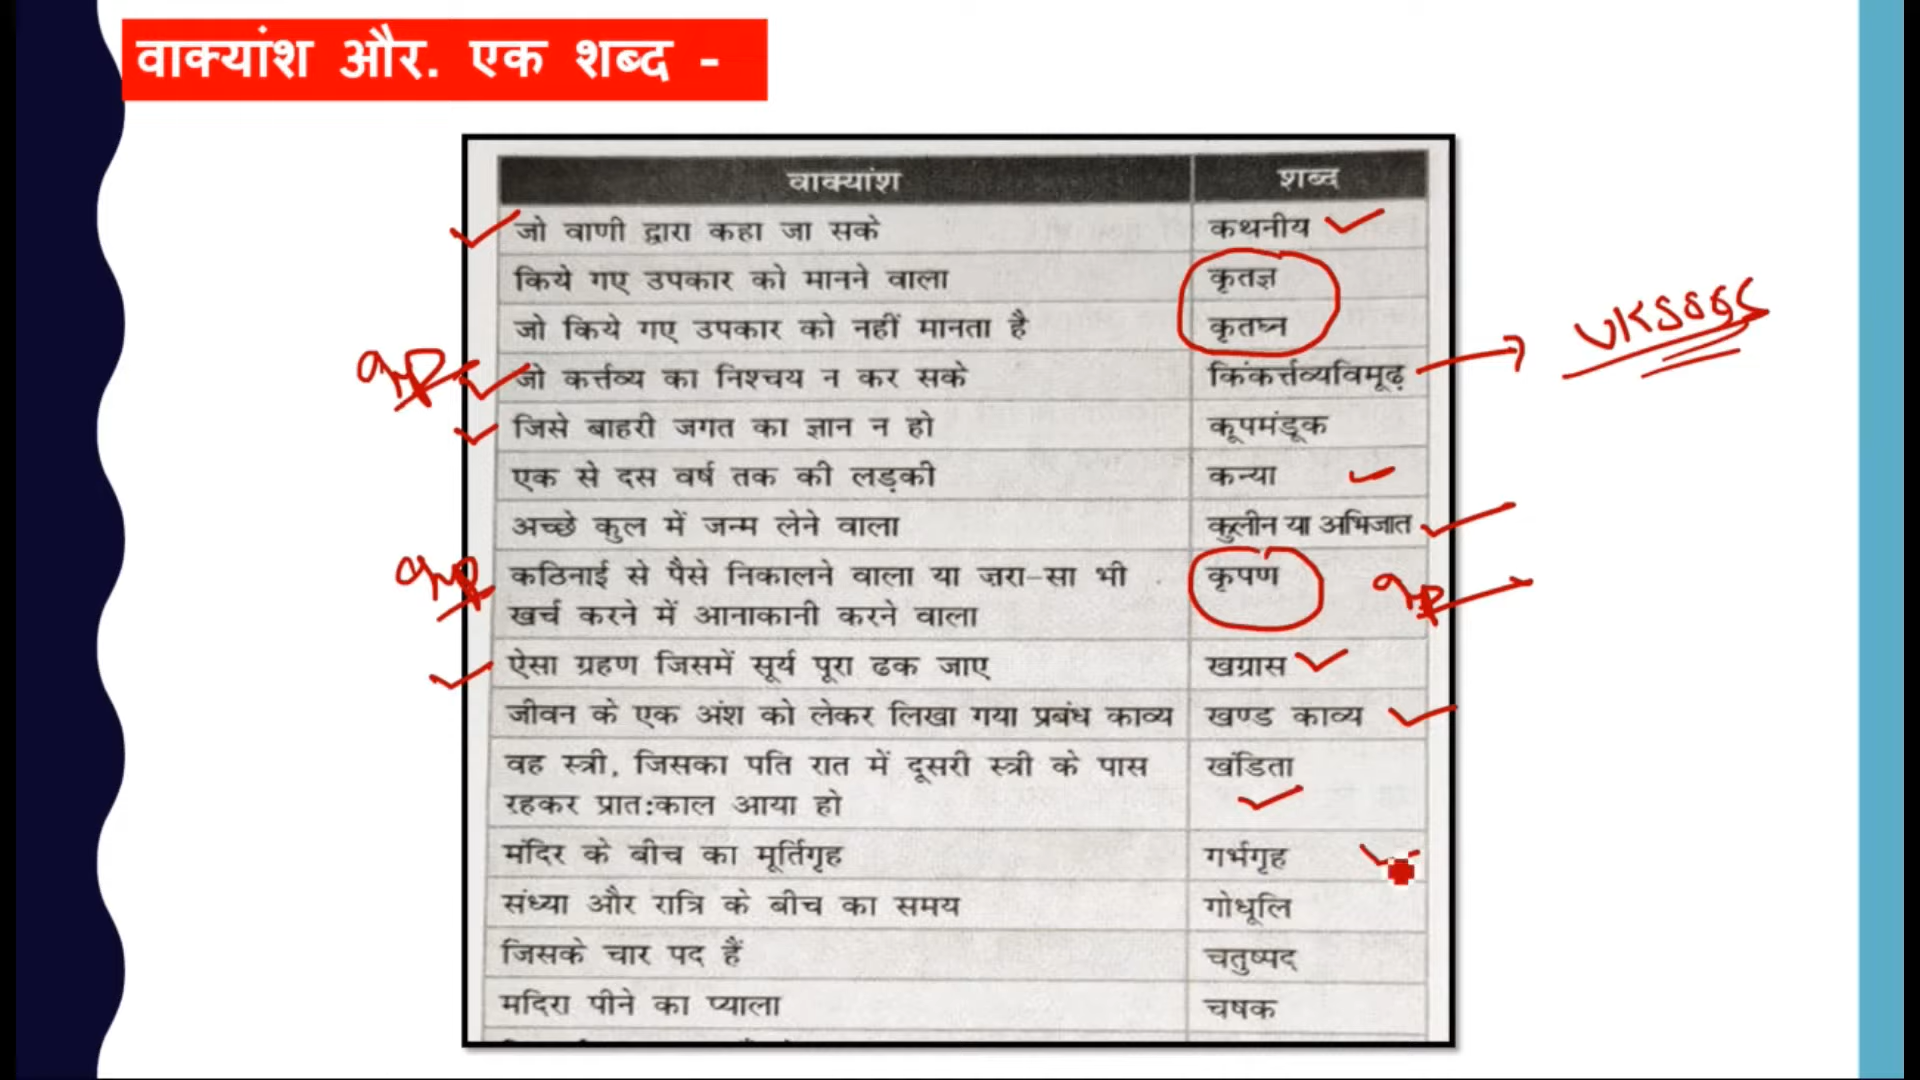 वाक्यांश और. एक शब्द -
वाक्यांश शब्द
जो वाणी द्वारा कहा जा सके कथनीय
किये गए उपकार को मानने वाला कृतज्ञ
जो किये गए उपकार को नहीं मानता है कृतघ्न
जो कर्त्तव्य का निश्चय न कर सके किंकर्त्तव्यविमूढ़
जिसे बाहरी जगत का ज्ञान न हो कूपमंडूक
एक से दस वर्ष तक की लड़की कन्या
अच्छे कुल में जन्म लेने वाला कुलीन या अभिजात
कठिनाई से पैसे निकालने वाला या ज़रा-सा भी कृपण
खर्च करने में आनाकानी करने वाला
ऐसा ग्रहण जिसमें सूर्य पूरा ढक जाए खग्रास
जीवन के एक अंश को लेकर लिखा गया प्रबंध काव्य खण्ड काव्य
वह स्त्री, जिसका पति रात में दूसरी स्त्री के पास खंडिता
रहकर प्रात:काल आया हो
मंदिर के बीच का मूर्तिगृह गर्भगृह
संध्या और रात्रि के बीच का समय गोधूलि
जिसके चार पद हैं चतुष्पद
मदिरा पीने का प्याला चषक